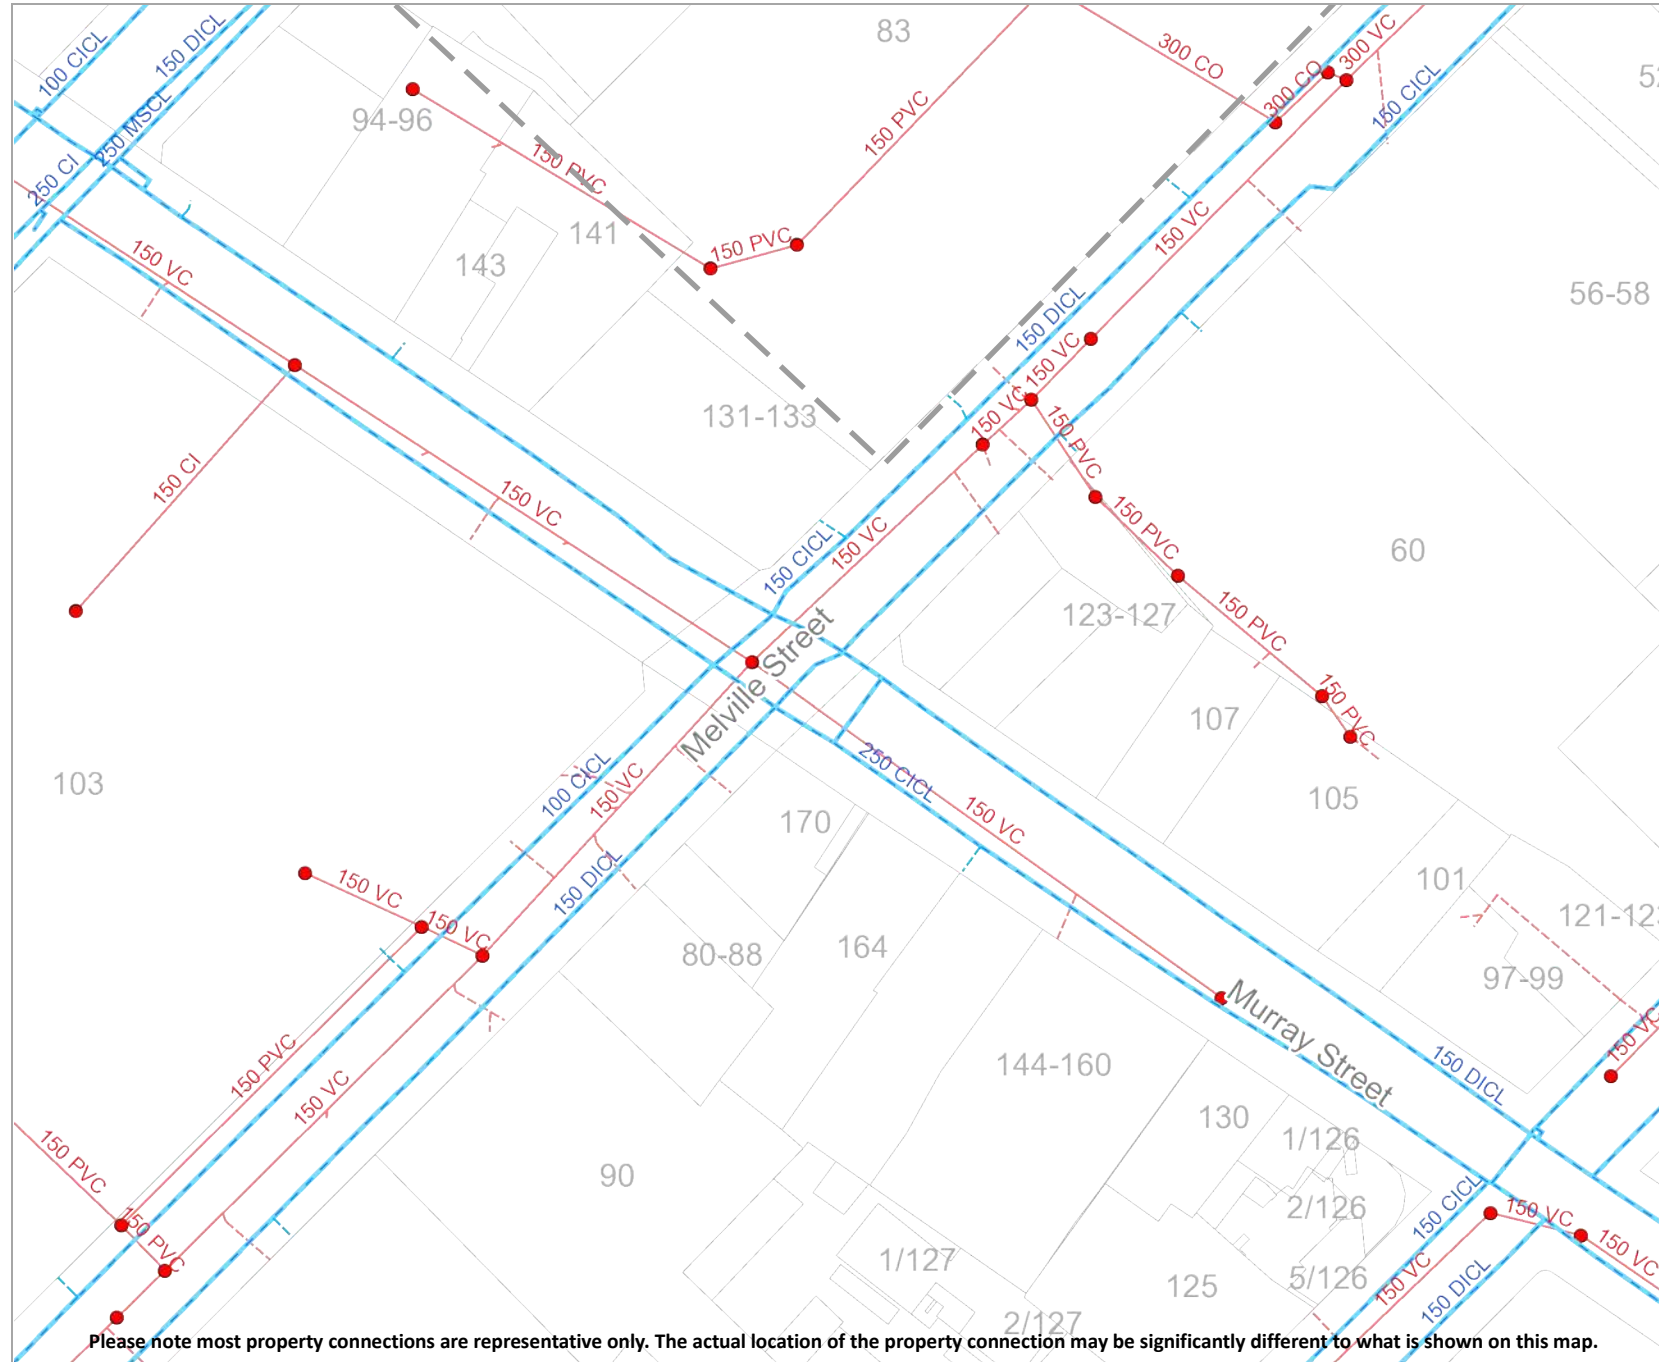 83
100 CICL
150 DICL
300 CO
300 VC
300 CO
150 CICL
52
94-96
250 MSCL
150 PVC
250 CI
150 PVC
141
150 PVC
150 VC
143
150 VC
56-58
150 DICL
150 VC
131-133
150 VC
150 PVC
150 CI
150 VC
150 PVC
150 VC
150 CICL
60
123-127
150 PVC
Melville Street
150 PVC
107
103
100 CICL
150 VC
250 CICL
105
170
150 VC
150 DICL
101
150 VC
150 VC
121-123
80-88
164
97-99
Murray Street
150 VC
150 PVC
144-160
150 DICL
150 VC
130
1/126
150 PVC
90
2/126
150 CICL
150 VC
150 VC
150 PVC
1/127
125
5/126
150 VC
150 DICL
2/127
Please note most property connections are representative only. The actual location of the property connection may be significantly different to what is shown on this map.